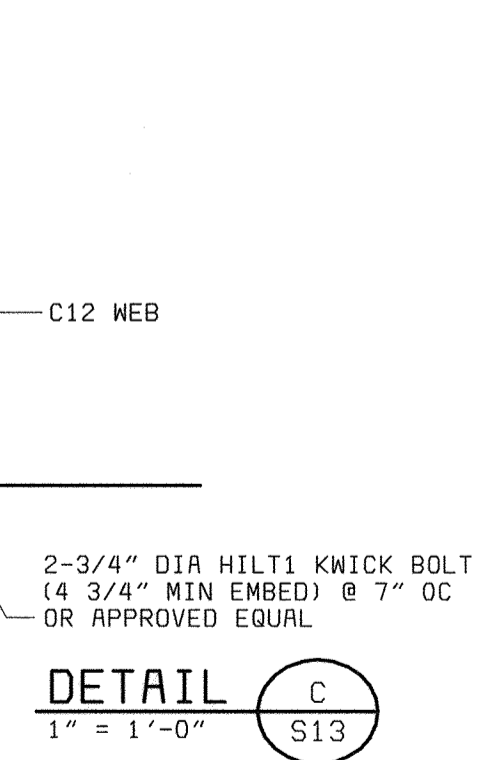 C12 WEB
2-3/4" DIA HILT1 KWICK BOLT
(4 3/4" MIN EMBED) @ 7" OC
OR APPROVED EQUAL
DETAIL
1" = 1'-0"
C
S13